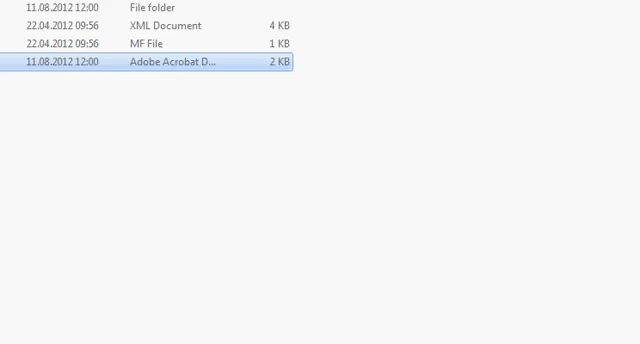 11.08.2012 12:00 File folder
22.04.2012 09:56 XML Document 4 KB
22.04.2012 09:56 MF File 1 KB
11.08.2012 12:00 Adobe Acrobat D... 2 KB